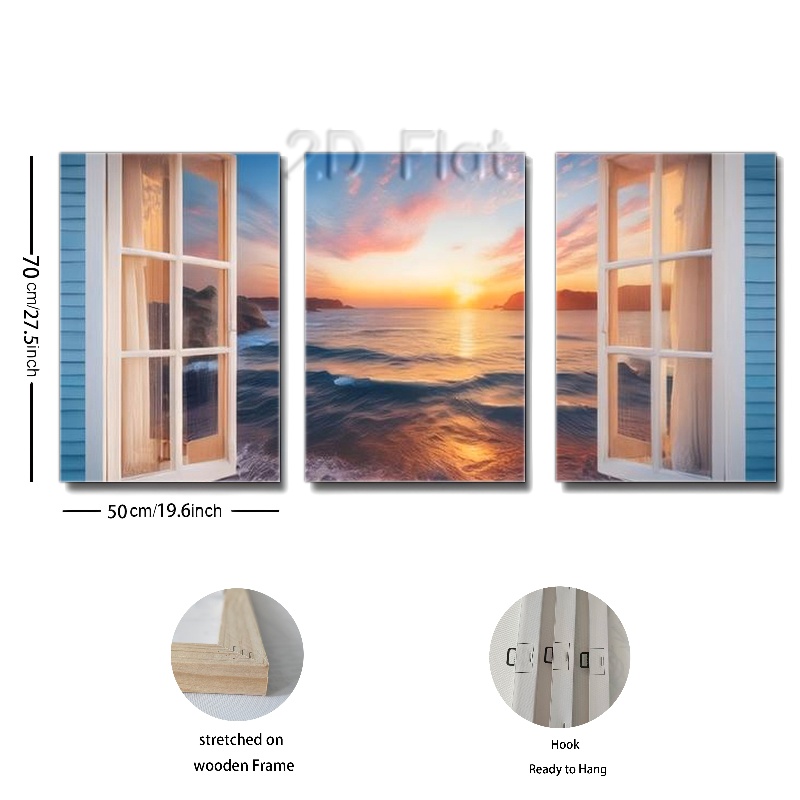 2D Flat
70 cm/27.5inch
50cm/19.6inch
stretched on
wooden Frame
Hook
Ready to Hang